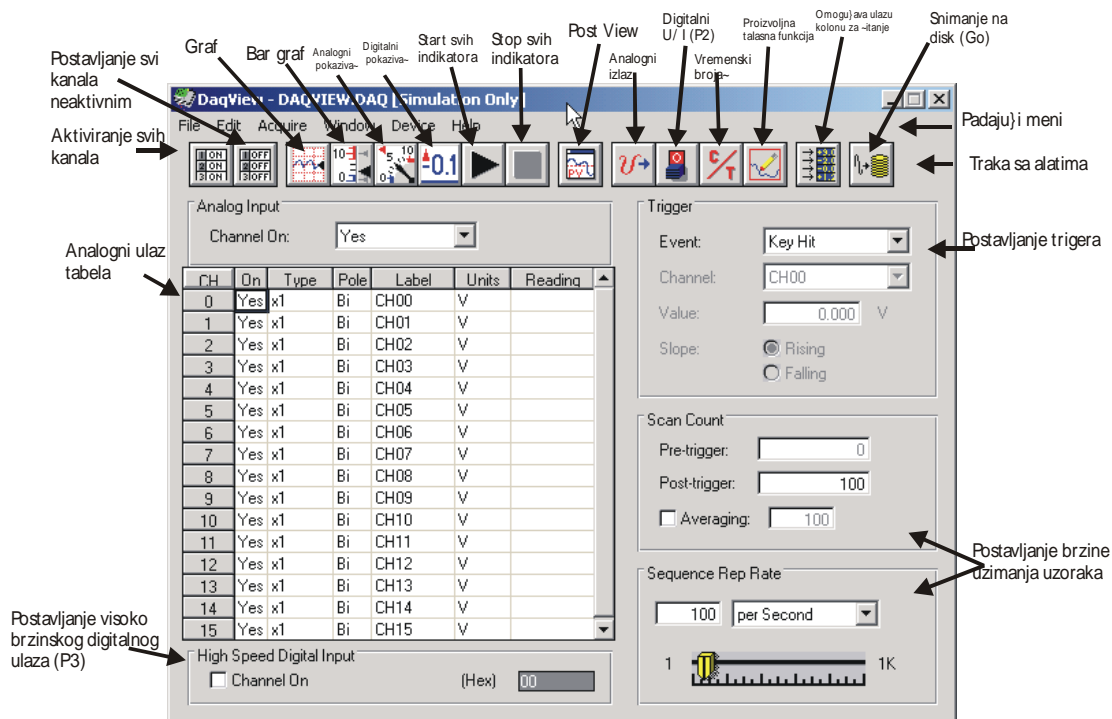 Postavljanje svi
kanala
neaktivnim
Graf
Bar graf
Analogni
pokaziva~
Digitalni
pokaziva~
Start svih
indikatora
Stop svih
indikatora
Post View
Analogni
izlaz
Digitalni
U/ I (P2)
Vremenski
broja~
Proizvoljna
talasna funkcija
Omogu}ava ulazu
kolonu za ~itanje
Snimanje na
disk (Go)
Aktiviranje svih
kanala
DaqView - DAQVIEW.DAQ [Simulation Only]
File Edit Acquire Window Device Help
Padaju}i meni
1 ON
2 ON
3 ON
1 OFF
2 OFF
3 OFF
10
0
5 10
0
-0.1
PV
C/T
Traka sa alatima
Analog Input
Channel On: Yes
Analogni ulaz
tabela
CH On Type Pole Label Units Reading
0 Yes x1 Bi CH00 V
1 Yes x1 Bi CH01 V
2 Yes x1 Bi CH02 V
3 Yes x1 Bi CH03 V
4 Yes x1 Bi CH04 V
5 Yes x1 Bi CH05 V
6 Yes x1 Bi CH06 V
7 Yes x1 Bi CH07 V
8 Yes x1 Bi CH08 V
9 Yes x1 Bi CH09 V
10 Yes x1 Bi CH10 V
11 Yes x1 Bi CH11 V
12 Yes x1 Bi CH12 V
13 Yes x1 Bi CH13 V
14 Yes x1 Bi CH14 V
15 Yes x1 Bi CH15 V
Postavljanje visoko
brzinskog digitalnog
ulaza (P3)
High Speed Digital Input
Channel On (Hex) 00
Trigger
Event: Key Hit
Channel: CH00
Value: 0.000 V
Slope: Rising
Falling
Postavljanje trigera
Scan Count
Pre-trigger: 0
Post-trigger: 100
Averaging: 100
Postavljanje brzine
uzimanja uzoraka
Sequence Rep Rate
100 per Second
1 1K